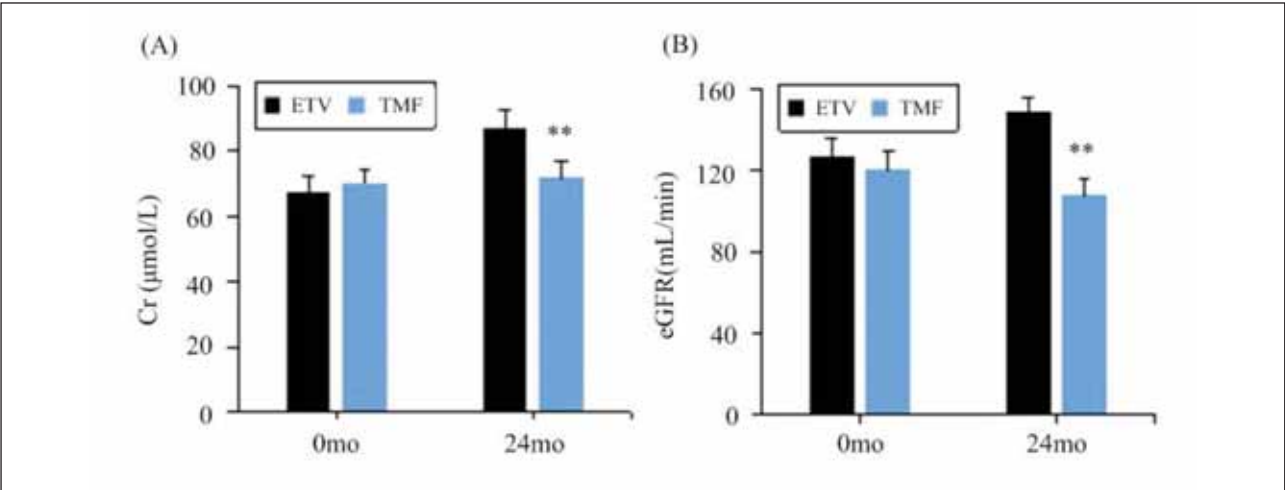 (A)
100
80
60
40
20
0
Cr (μmol/L)
ETV TMF
**
0mo 24mo
(B)
160
120
80
40
0
eGFR(mL/min)
ETV TMF
**
0mo 24mo